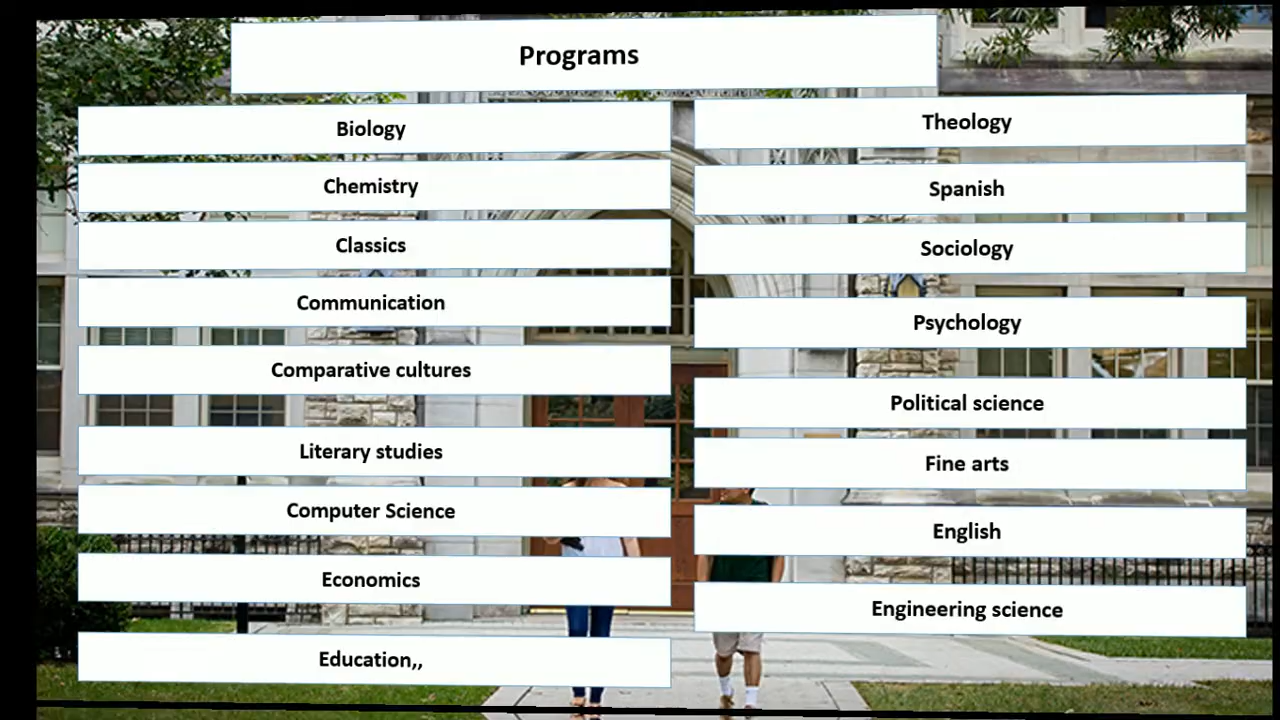 Programs
Biology
Chemistry
Classics
Communication
Comparative cultures
Literary studies
Computer Science
Economics
Education,,
Theology
Spanish
Sociology
Psychology
Political science
Fine arts
English
Engineering science